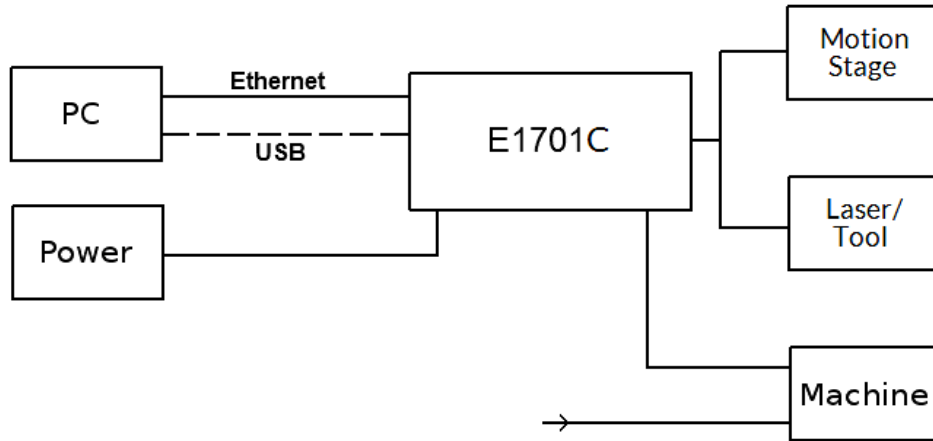 Ethernet
PC
USB
E1701C
Motion
Stage
Power
Laser/
Tool
Machine